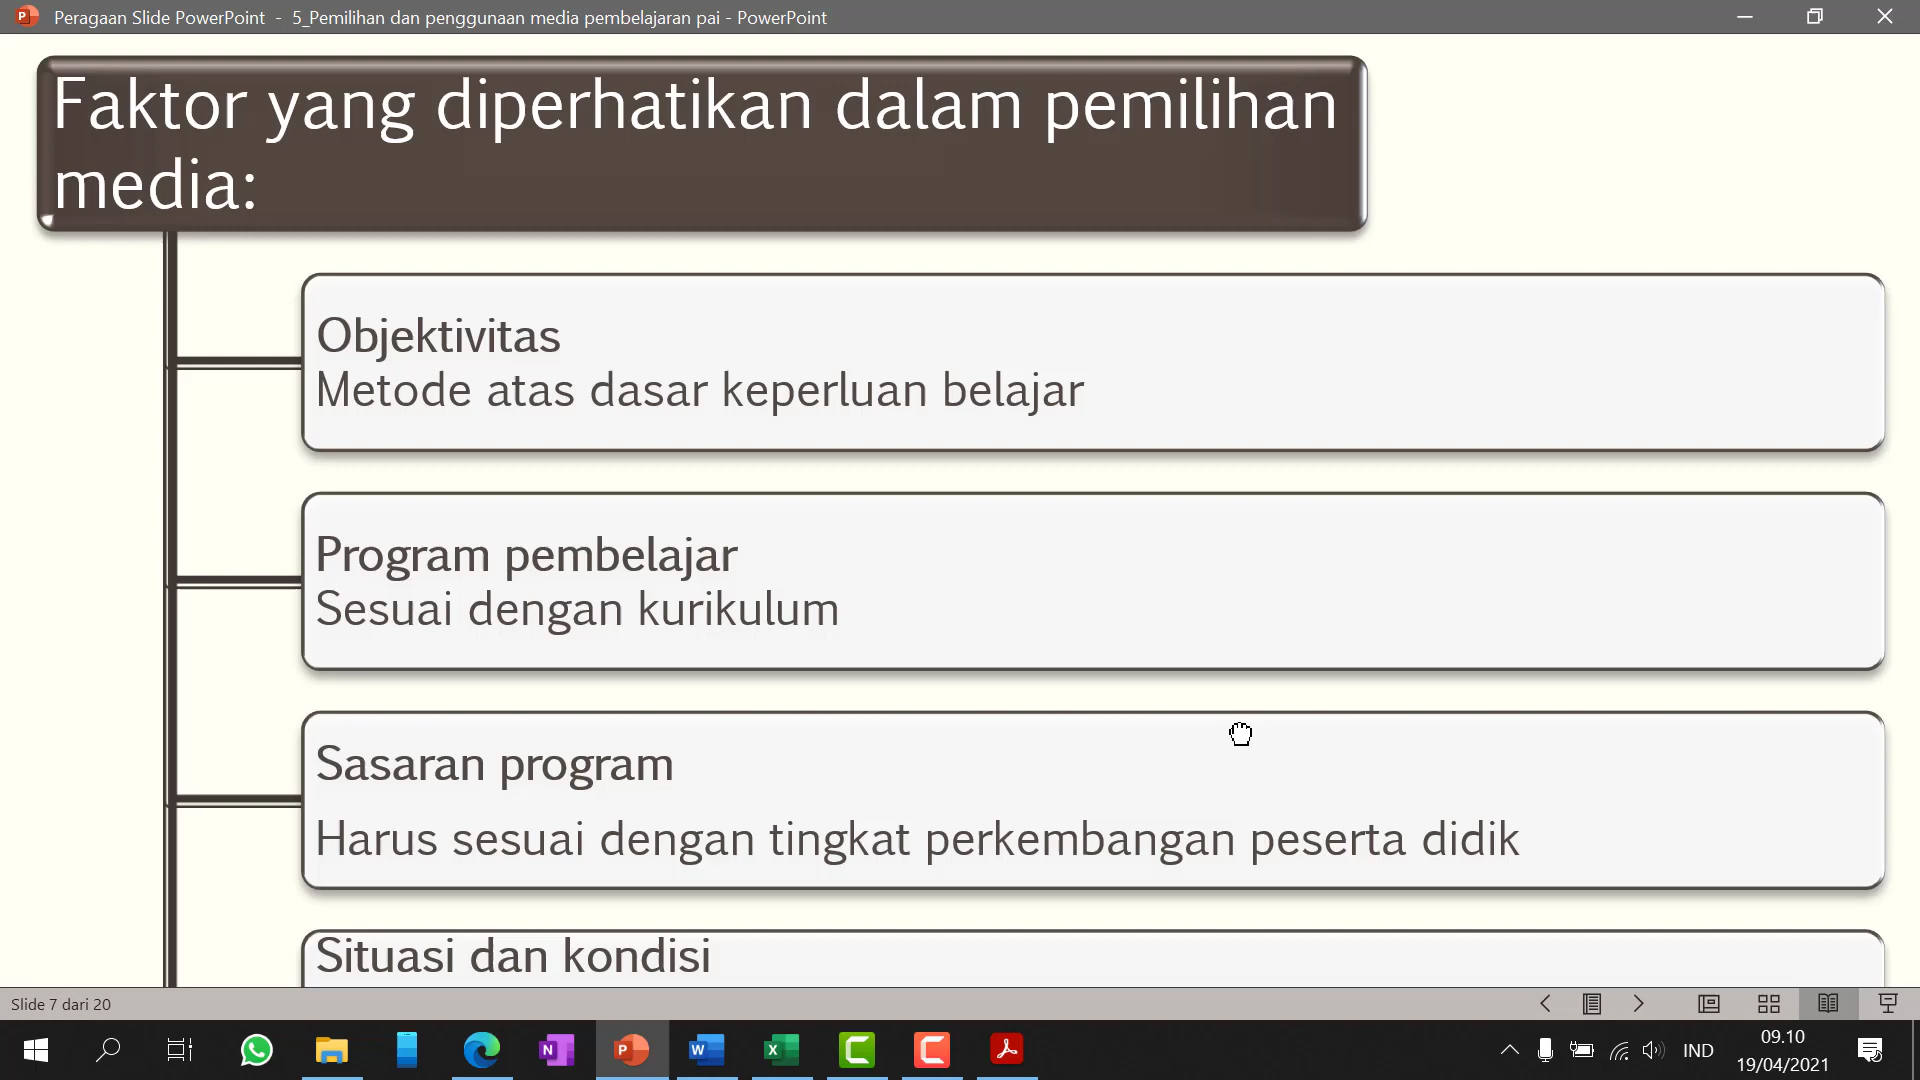 Peragaan Slide PowerPoint - 5_Pemilihan dan penggunaan media pembelajaran pai - PowerPoint
Faktor yang diperhatikan dalam pemilihan
media:
Objektivitas
Metode atas dasar keperluan belajar
Program pembelajar
Sesuai dengan kurikulum
Sasaran program
Harus sesuai dengan tingkat perkembangan peserta didik
Situasi dan kondisi
Slide 7 dari 20
IND
09.10
19/04/2021